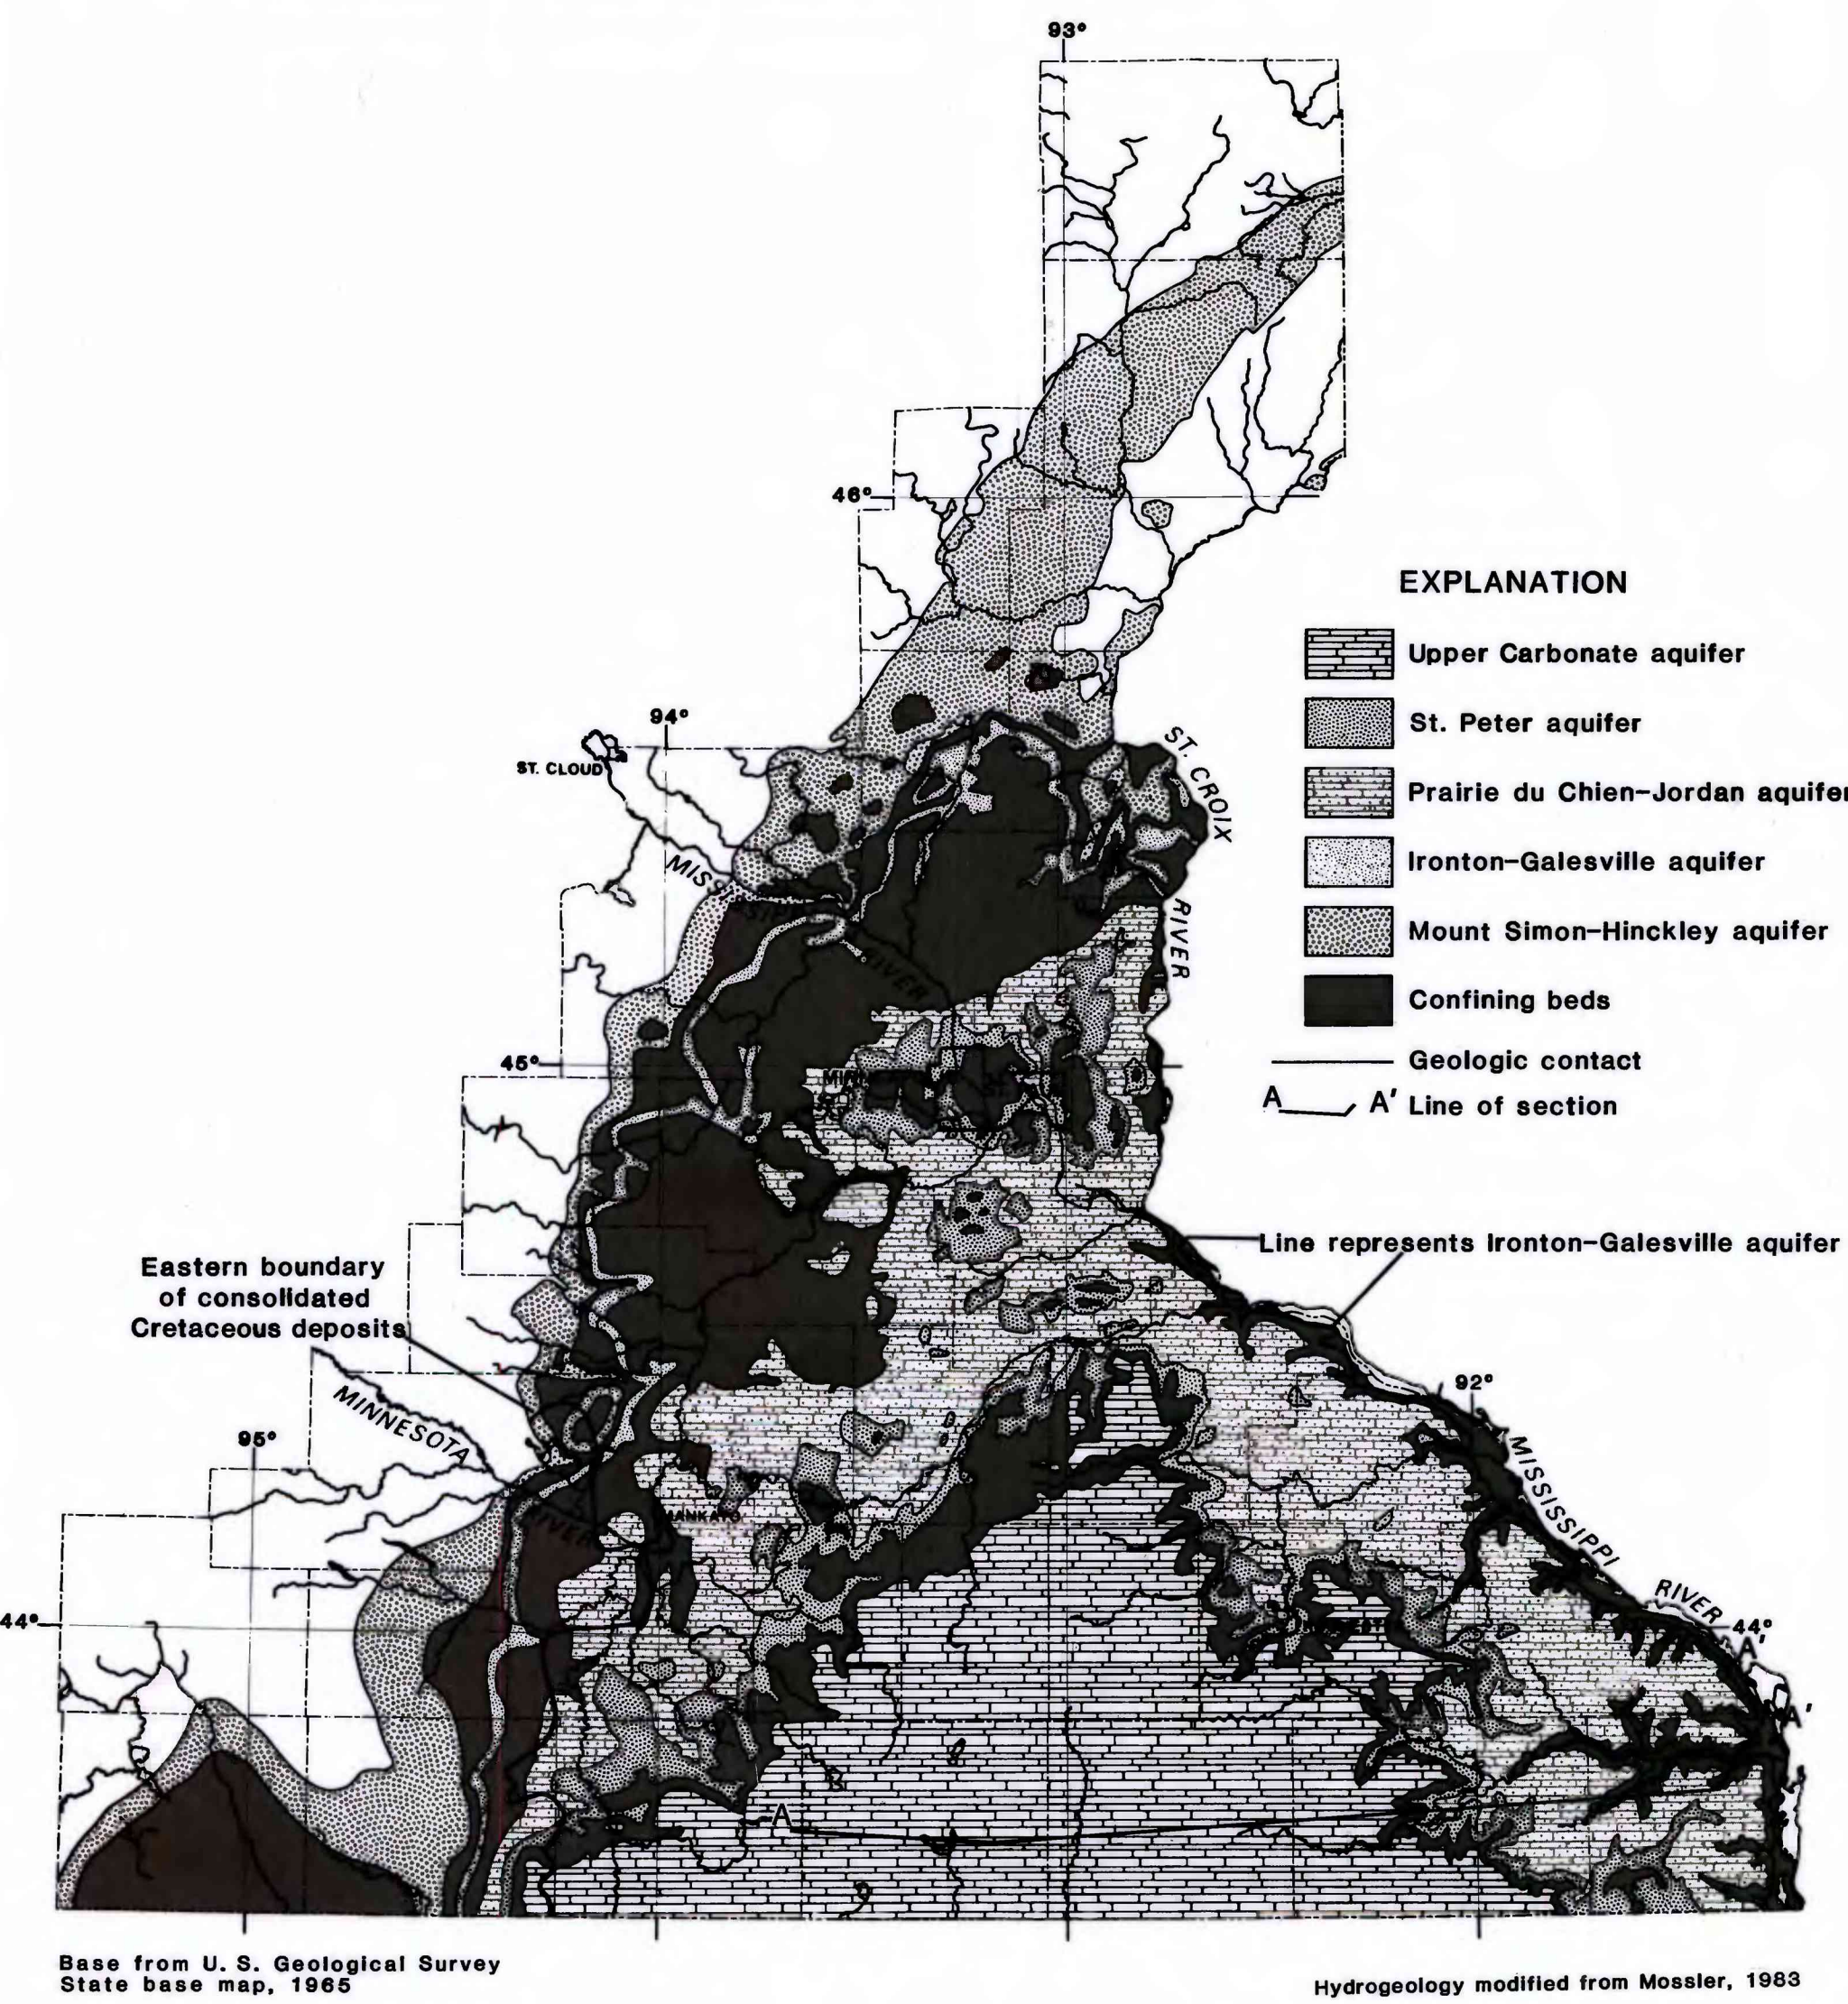 93°
46°
EXPLANATION
Upper Carbonate aquifer
94°
St. Peter aquifer
ST. CLOUD
ST. CROIX
RIVER
Prairie du Chien-Jordan aquifer
MISSISSIPPI
RIVER
Ironton-Galesville aquifer
Mount Simon-Hinckley aquifer
Confining beds
45°
Geologic contact
A A' Line of section
Line represents Ironton-Galesville aquifer
Eastern boundary
of consolidated
Cretaceous deposits
92°
MINNESOTA
RIVER
95°
MANKATO
MISSISSIPPI
RIVER
44°
44°
A'
A'
A
Base from U. S. Geological Survey
State base map, 1965
Hydrogeology modified from Mossler, 1983